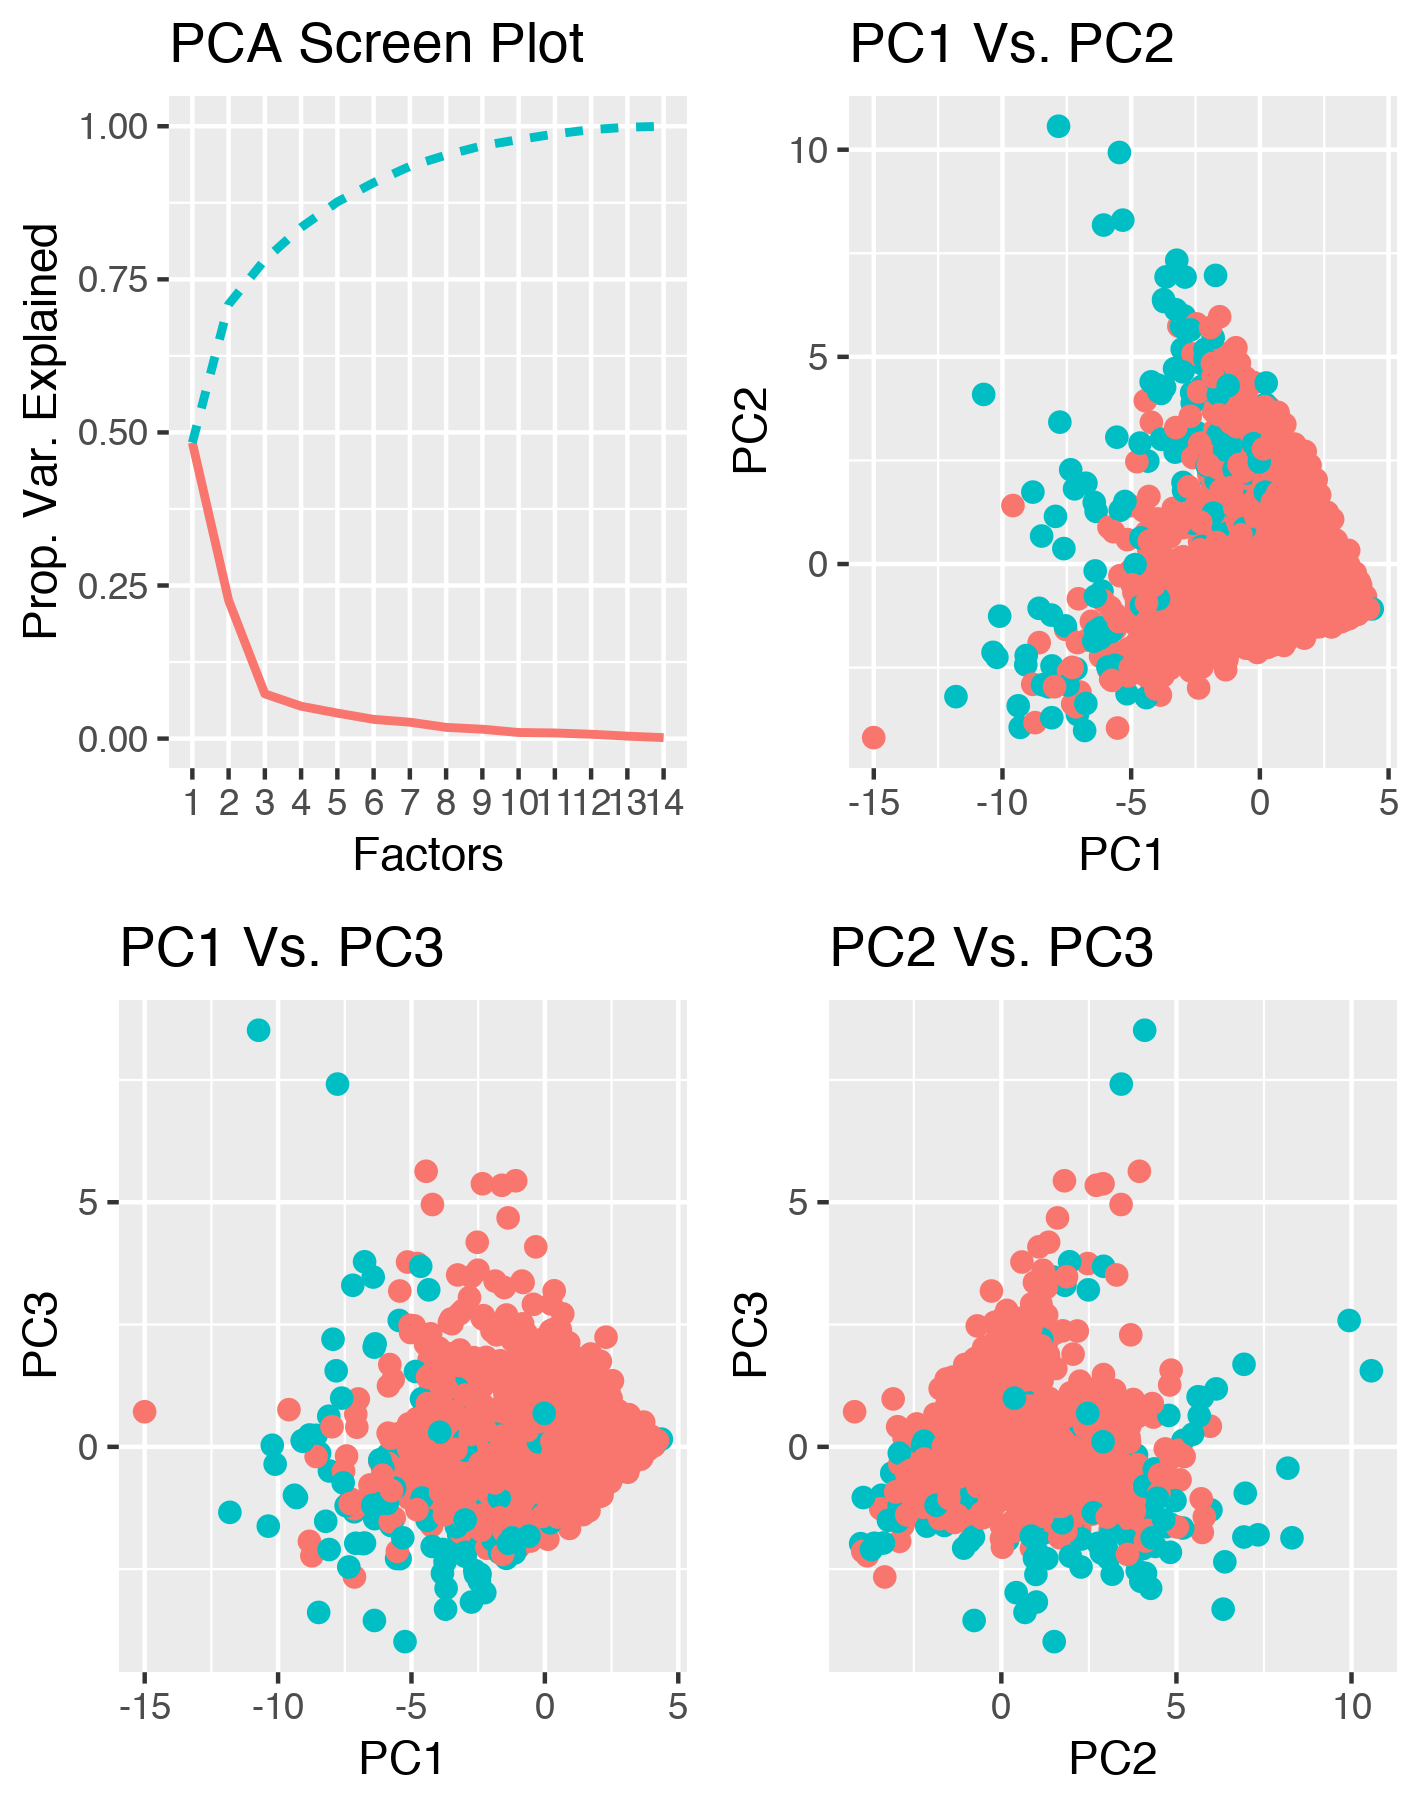 PCA Screen Plot
Prop. Var. Explained
1.00
0.75
0.50
0.25
0.00
1 2 3 4 5 6 7 8 9 10 11 12 13 14
Factors
PC1 Vs. PC2
PC2
10
5
0
-15 -10 -5 0 5
PC1
PC1 Vs. PC3
PC3
5
0
-15 -10 -5 0 5
PC1
PC2 Vs. PC3
PC3
5
0
0 5 10
PC2